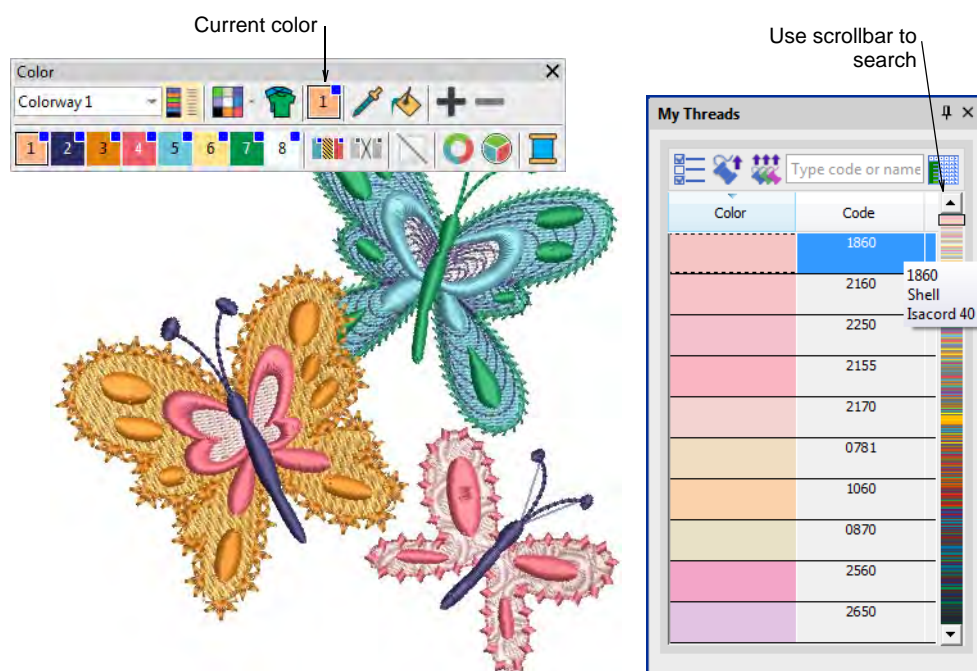 Current color
Use scrollbar to
search
Color
Colorway 1
1
1 2 3 4 5 6 7 8
My Threads
Type code or name
Color Code
1860
2160
2250
2155
2170
0781
1060
0870
2560
2650
1860
Shell
Isacord 40